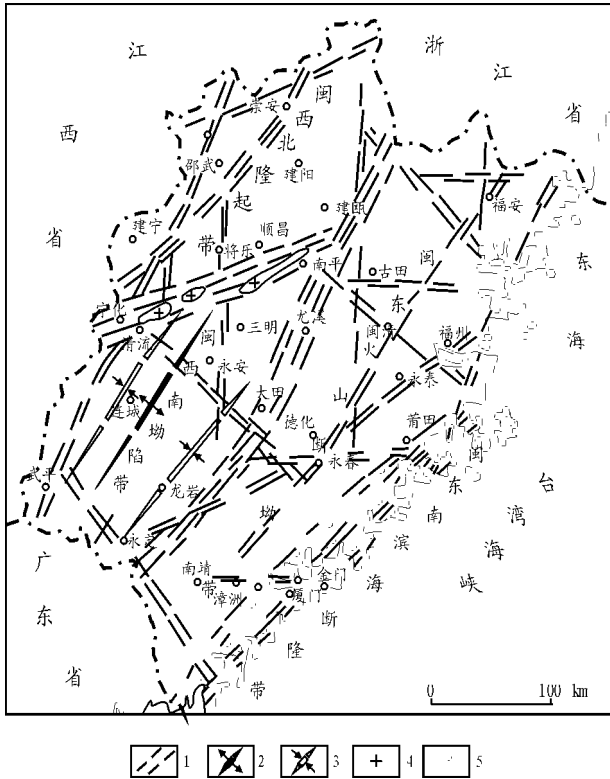 江
西
省
浙
江
省
东
海
台
湾
海
峡
广
东
省
闽
西
北
隆
起
带
闽
西
南
坳
陷
带
闽
东
火
山
断
坳
带
闽
东
南
滨
海
断
隆
带
崇安
邵武
建阳
建瓯
福安
建宁
顺昌
将乐
南平
古田
宁化
清流
三明
尤溪
闽清
福州
永安
永泰
连城
大田
德化
莆田
武平
龙岩
永春
永定
南靖
漳州
金门
厦门
0 100 km
1 2 3 4 5